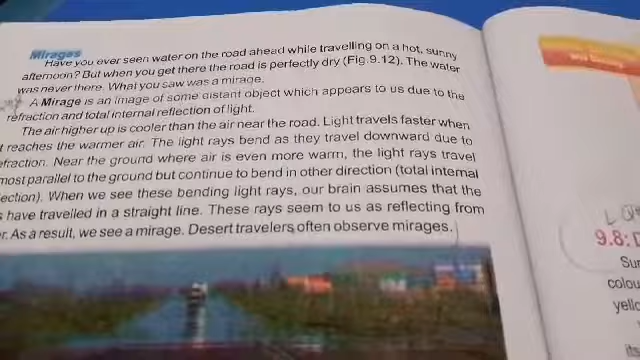 Mirages
Have you ever seen water on the road ahead while travelling on a hot, sunny
afternoon? But when you get there the road is perfectly dry (Fig.9.12). The water
was never there. What you saw was a mirage.
A Mirage is an image of some distant object which appears to us due to the
refraction and total internal reflection of light.
The air higher up is cooler than the air near the road. Light travels faster when
t reaches the warmer air. The light rays bend as they travel downward due to
efraction. Near the ground where air is even more warm, the light rays travel
most parallel to the ground but continue to bend in other direction (total internal
lection). When we see these bending light rays, our brain assumes that the
s have travelled in a straight line. These rays seem to us as reflecting from
r. As a result, we see a mirage. Desert travelers often observe mirages.
9.8:
Su
colou
yello
its